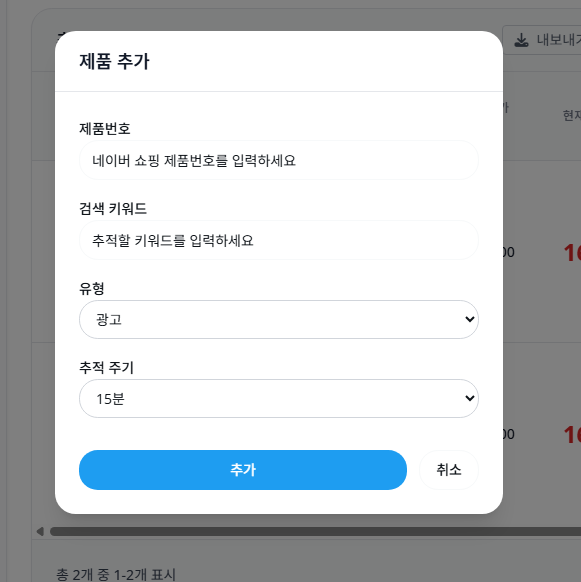 내보내기
제품 추가
현재
제품번호
네이버 쇼핑 제품번호를 입력하세요
검색 키워드
추적할 키워드를 입력하세요
00
16
유형
광고
추적 주기
15분
00
16
추가
취소
총 2개 중 1-2개 표시